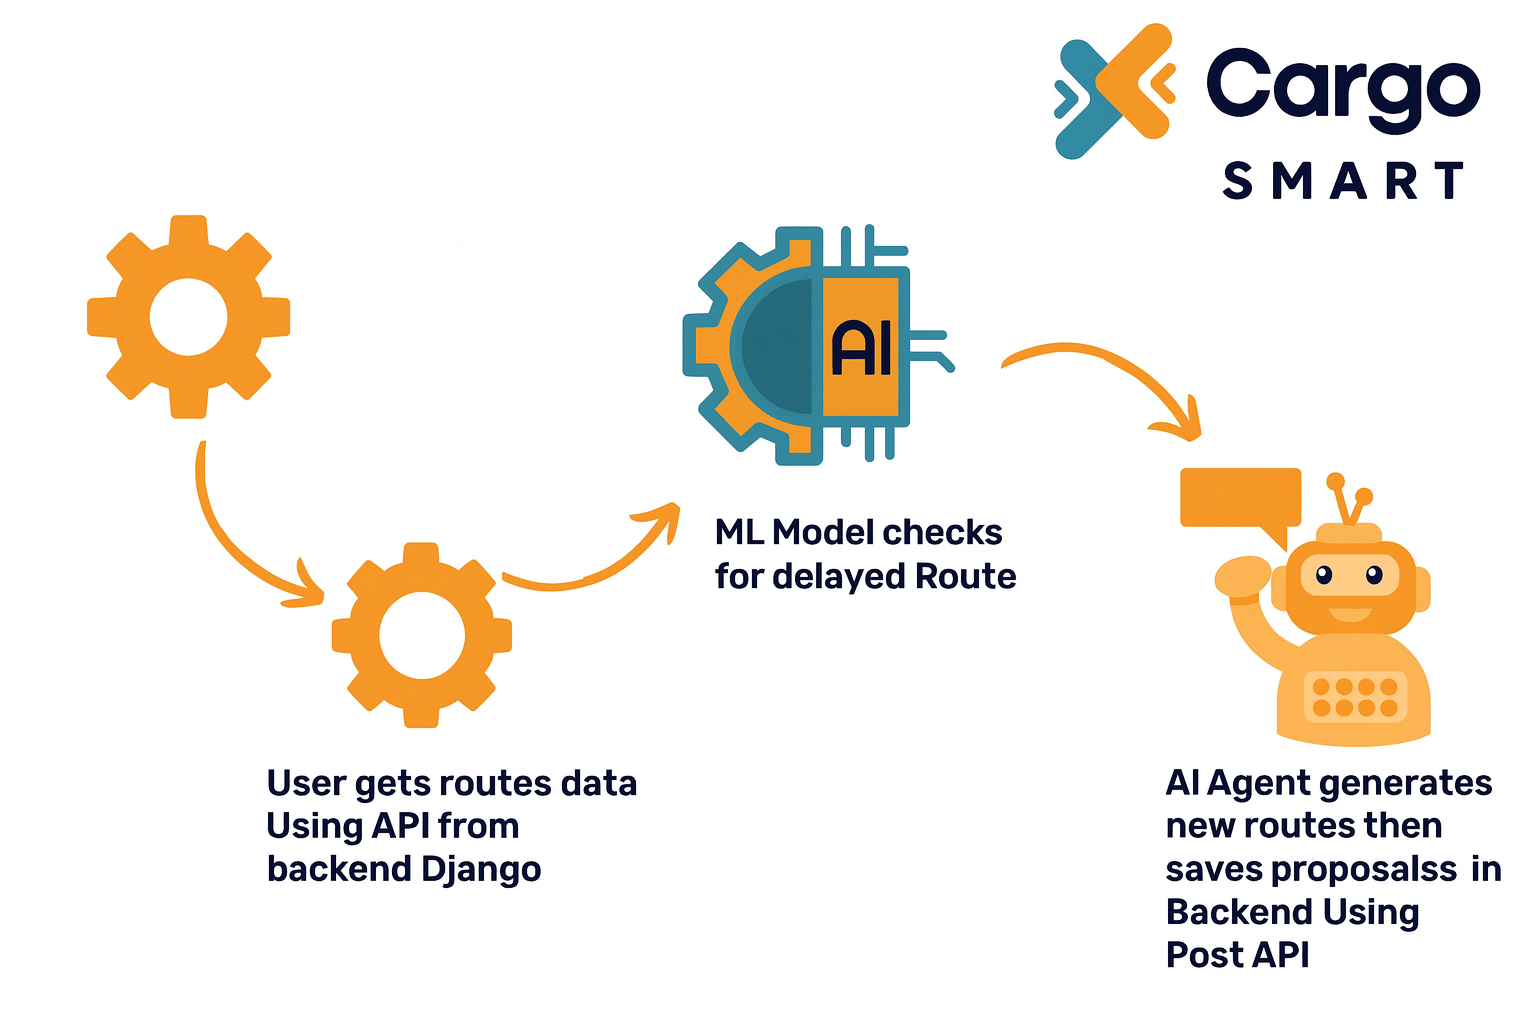 Cargo
SMART
AI
ML Model checks
for delayed Route
User gets routes data
Using API from
backend Django
AI Agent generates
new routes then
saves proposalss in
Backend Using
Post API